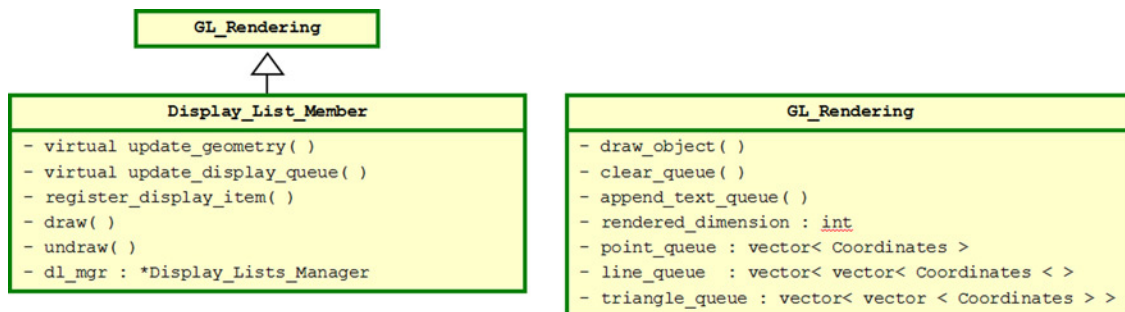 GL_Rendering
Display_List_Member
- virtual update_geometry( )
- virtual update_display_queue( )
- register_display_item( )
- draw( )
- undraw( )
- dl_mgr : *Display_Lists_Manager
GL_Rendering
- draw_object( )
- clear_queue( )
- append_text_queue( )
- rendered_dimension : int
- point_queue : vector< Coordinates >
- line_queue  : vector< vector< Coordinates < >
- triangle_queue : vector< vector < Coordinates > >